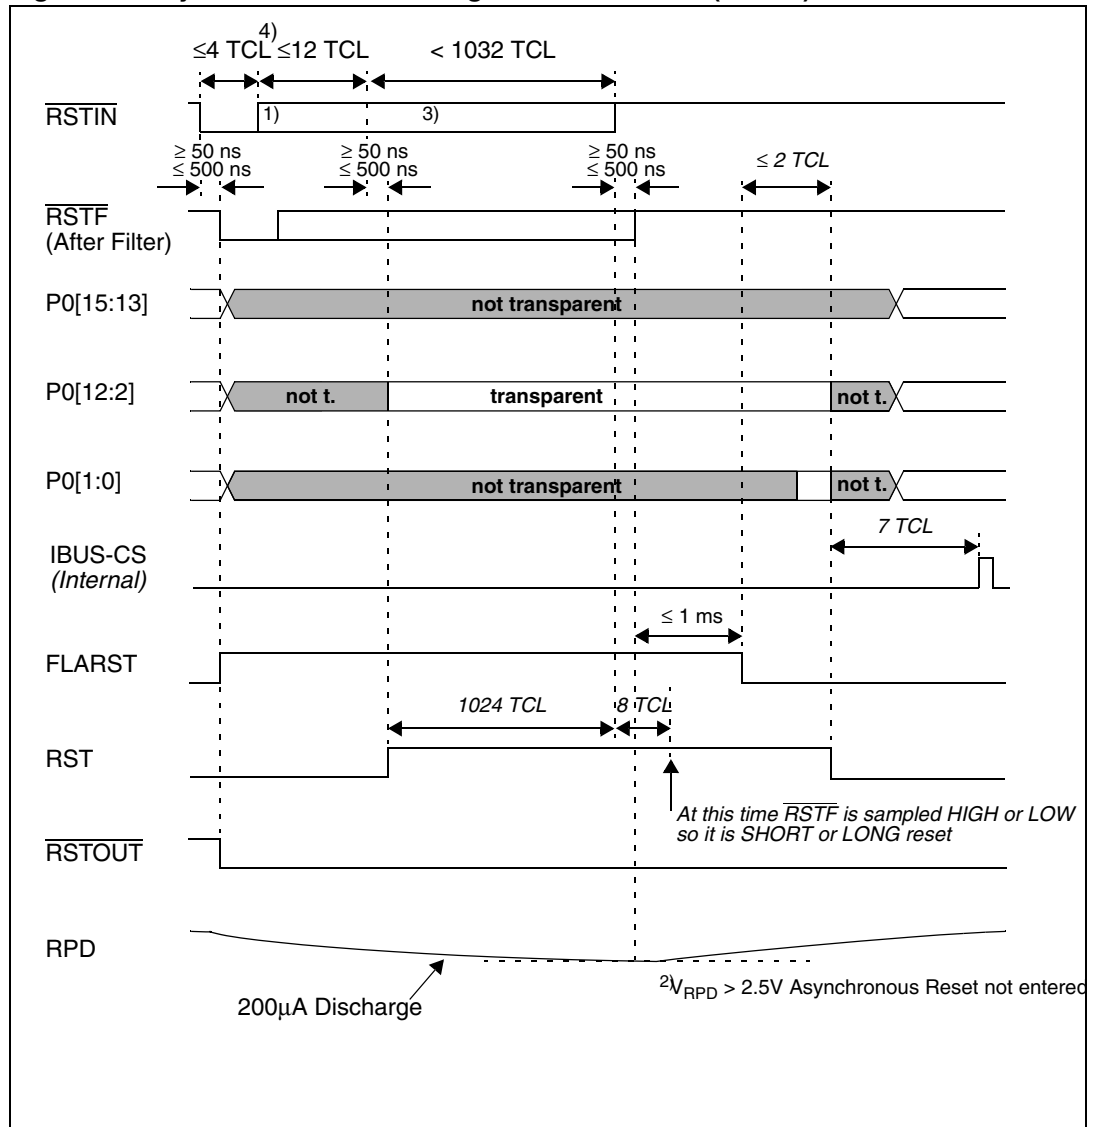 4)
≤4 TCL ≤12 TCL < 1032 TCL
RSTIN 1) 3)
≥ 50 ns ≥ 50 ns ≥ 50 ns ≤ 2 TCL
≤ 500 ns ≤ 500 ns ≤ 500 ns
RSTF
(After Filter)
P0[15:13] not transparent
P0[12:2] not t. transparent not t.
P0[1:0] not transparent not t.
7 TCL
IBUS-CS
(Internal)
≤ 1 ms
FLARST
1024 TCL 8 TCL
RST
At this time RSTF is sampled HIGH or LOW
so it is SHORT or LONG reset
RSTOUT
RPD
2) VRPD > 2.5V Asynchronous Reset not entered
200µA Discharge